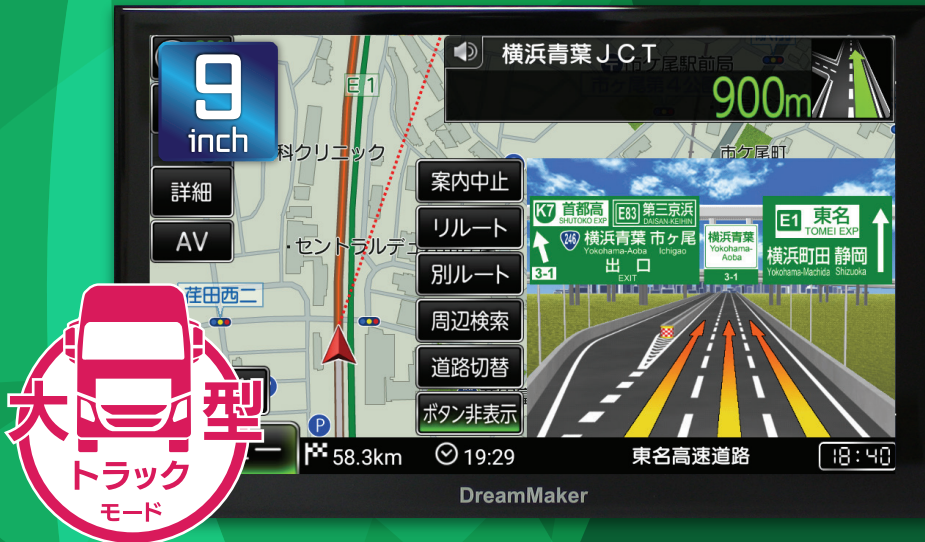 9
inch
横浜青葉JCT
900m
市ケ尾駅前局
E1
科クリニック
市ケ尾町
詳細
AV
セントラルデュ
荏田西二
案内中止
リルート
別ルート
周辺検索
道路切替
ボタン非表示
K7 首都高
SHUTOKO EXP
E83 第三京浜
DAISAN-KEIHIN
246 横浜青葉 市ヶ尾
Yokohama-Aoba Ichigao
出口
EXIT
3-1
横浜青葉
Yokohama-
Aoba
3-1
E1 東名
TOMEI EXP
横浜町田 静岡
Yokohama-Machida Shizuoka
P
58.3km
19:29
東名高速道路
18:40
DreamMaker
大型
トラック
モード